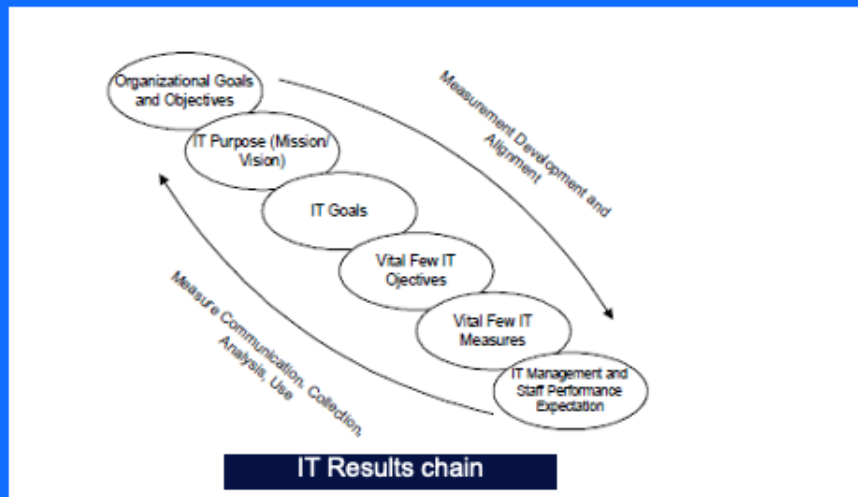 Organizational Goals
and Objectives
IT Purpose (Mission/
Vision)
IT Goals
Vital Few IT
Ojectives
Vital Few IT
Measures
IT Management and
Staff Performance
Expectation
Measurement Development and
Alignment
Measure Communication, Collection,
Analysis, Use
IT Results chain